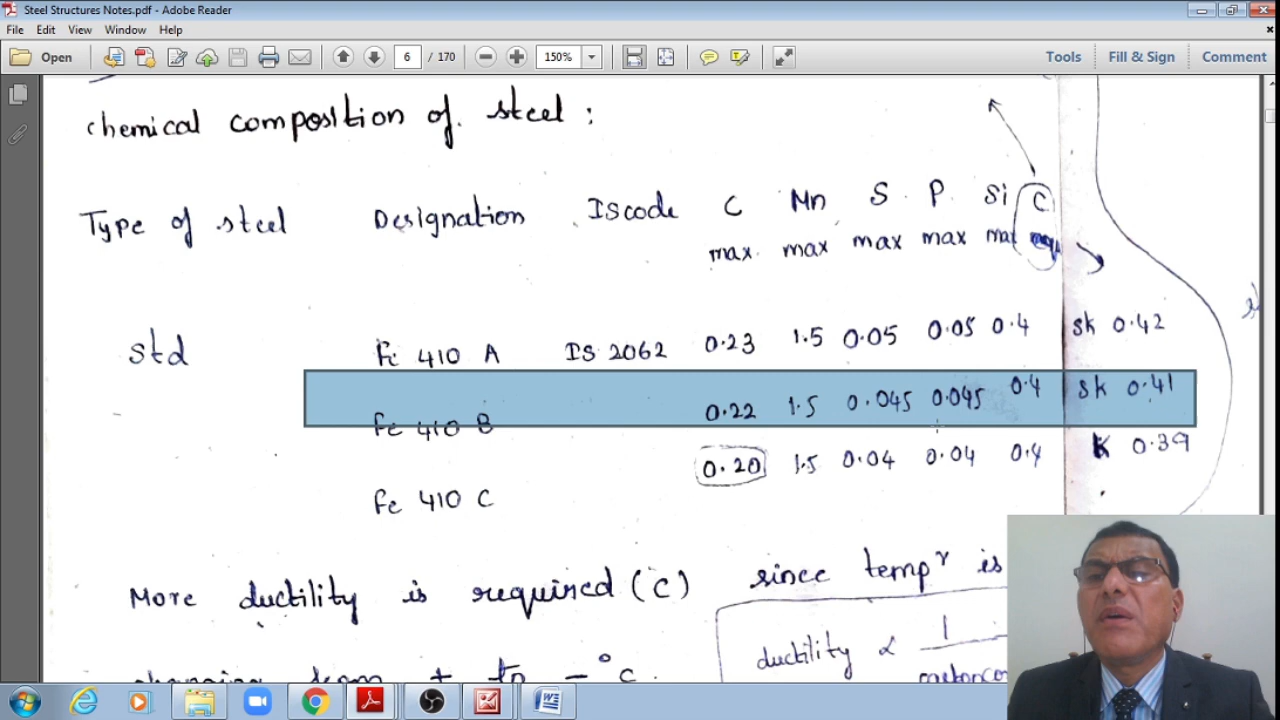 Steel Structures Notes.pdf - Adobe Reader
File Edit View Window Help
Open 6 / 170 150% Tools Fill & Sign Comment
chemical composition of steel :
Type of steel Designation IScode C Mn S P Si C
max. max max max max
Std Fe 410 A IS 2062 0.23 1.5 0.05 0.05 0.4 SK 0.42
Fe 410 B 0.22 1.5 0.045 0.045 0.4 SK 0.41
Fe 410 C 0.20 1.5 0.04 0.04 0.4 K 0.39
More ductility is required (C) since tempr is
ductility ∝ 1
to - °c.